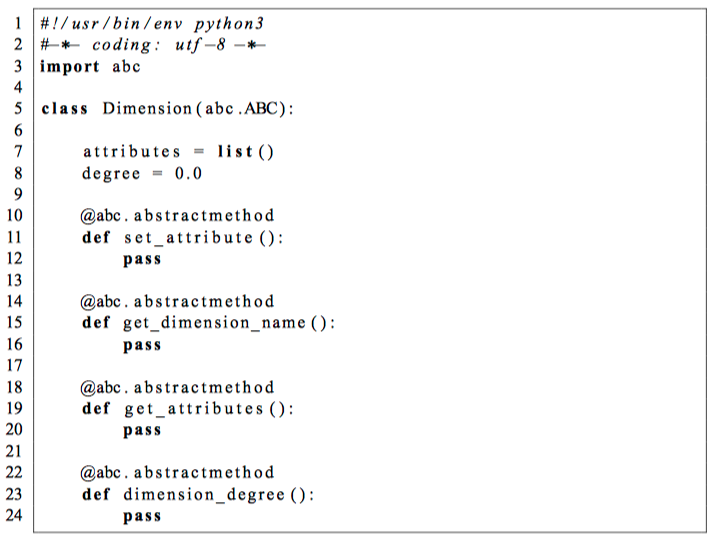 1 #!/usr/bin/env python3
2 #-*- coding: utf-8 -*-
3 import abc
4
5 class Dimension(abc.ABC):
6
7 attributes = list()
8 degree = 0.0
9
10 @abc.abstractmethod
11 def set_attribute():
12 pass
13
14 @abc.abstractmethod
15 def get_dimension_name():
16 pass
17
18 @abc.abstractmethod
19 def get_attributes():
20 pass
21
22 @abc.abstractmethod
23 def dimension_degree():
24 pass